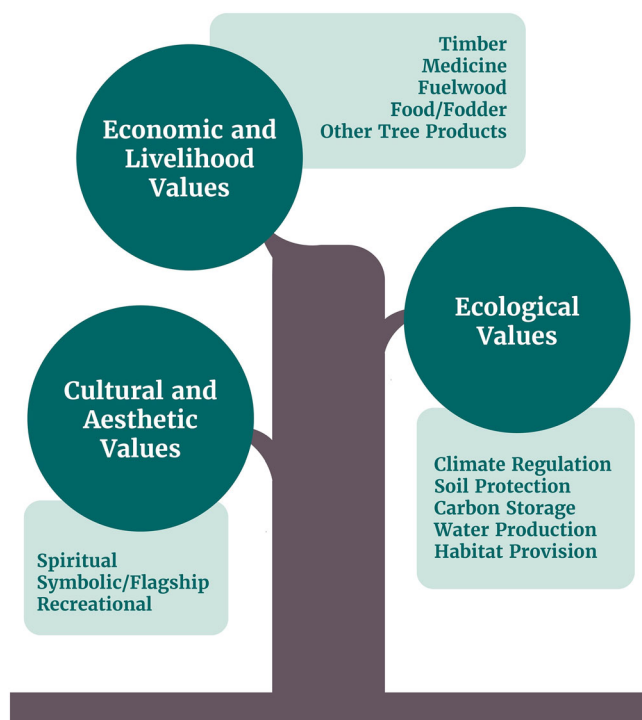 Economic and
Livelihood
Values
Timber
Medicine
Fuelwood
Food/Fodder
Other Tree Products
Ecological
Values
Climate Regulation
Soil Protection
Carbon Storage
Water Production
Habitat Provision
Cultural and
Aesthetic
Values
Spiritual
Symbolic/Flagship
Recreational